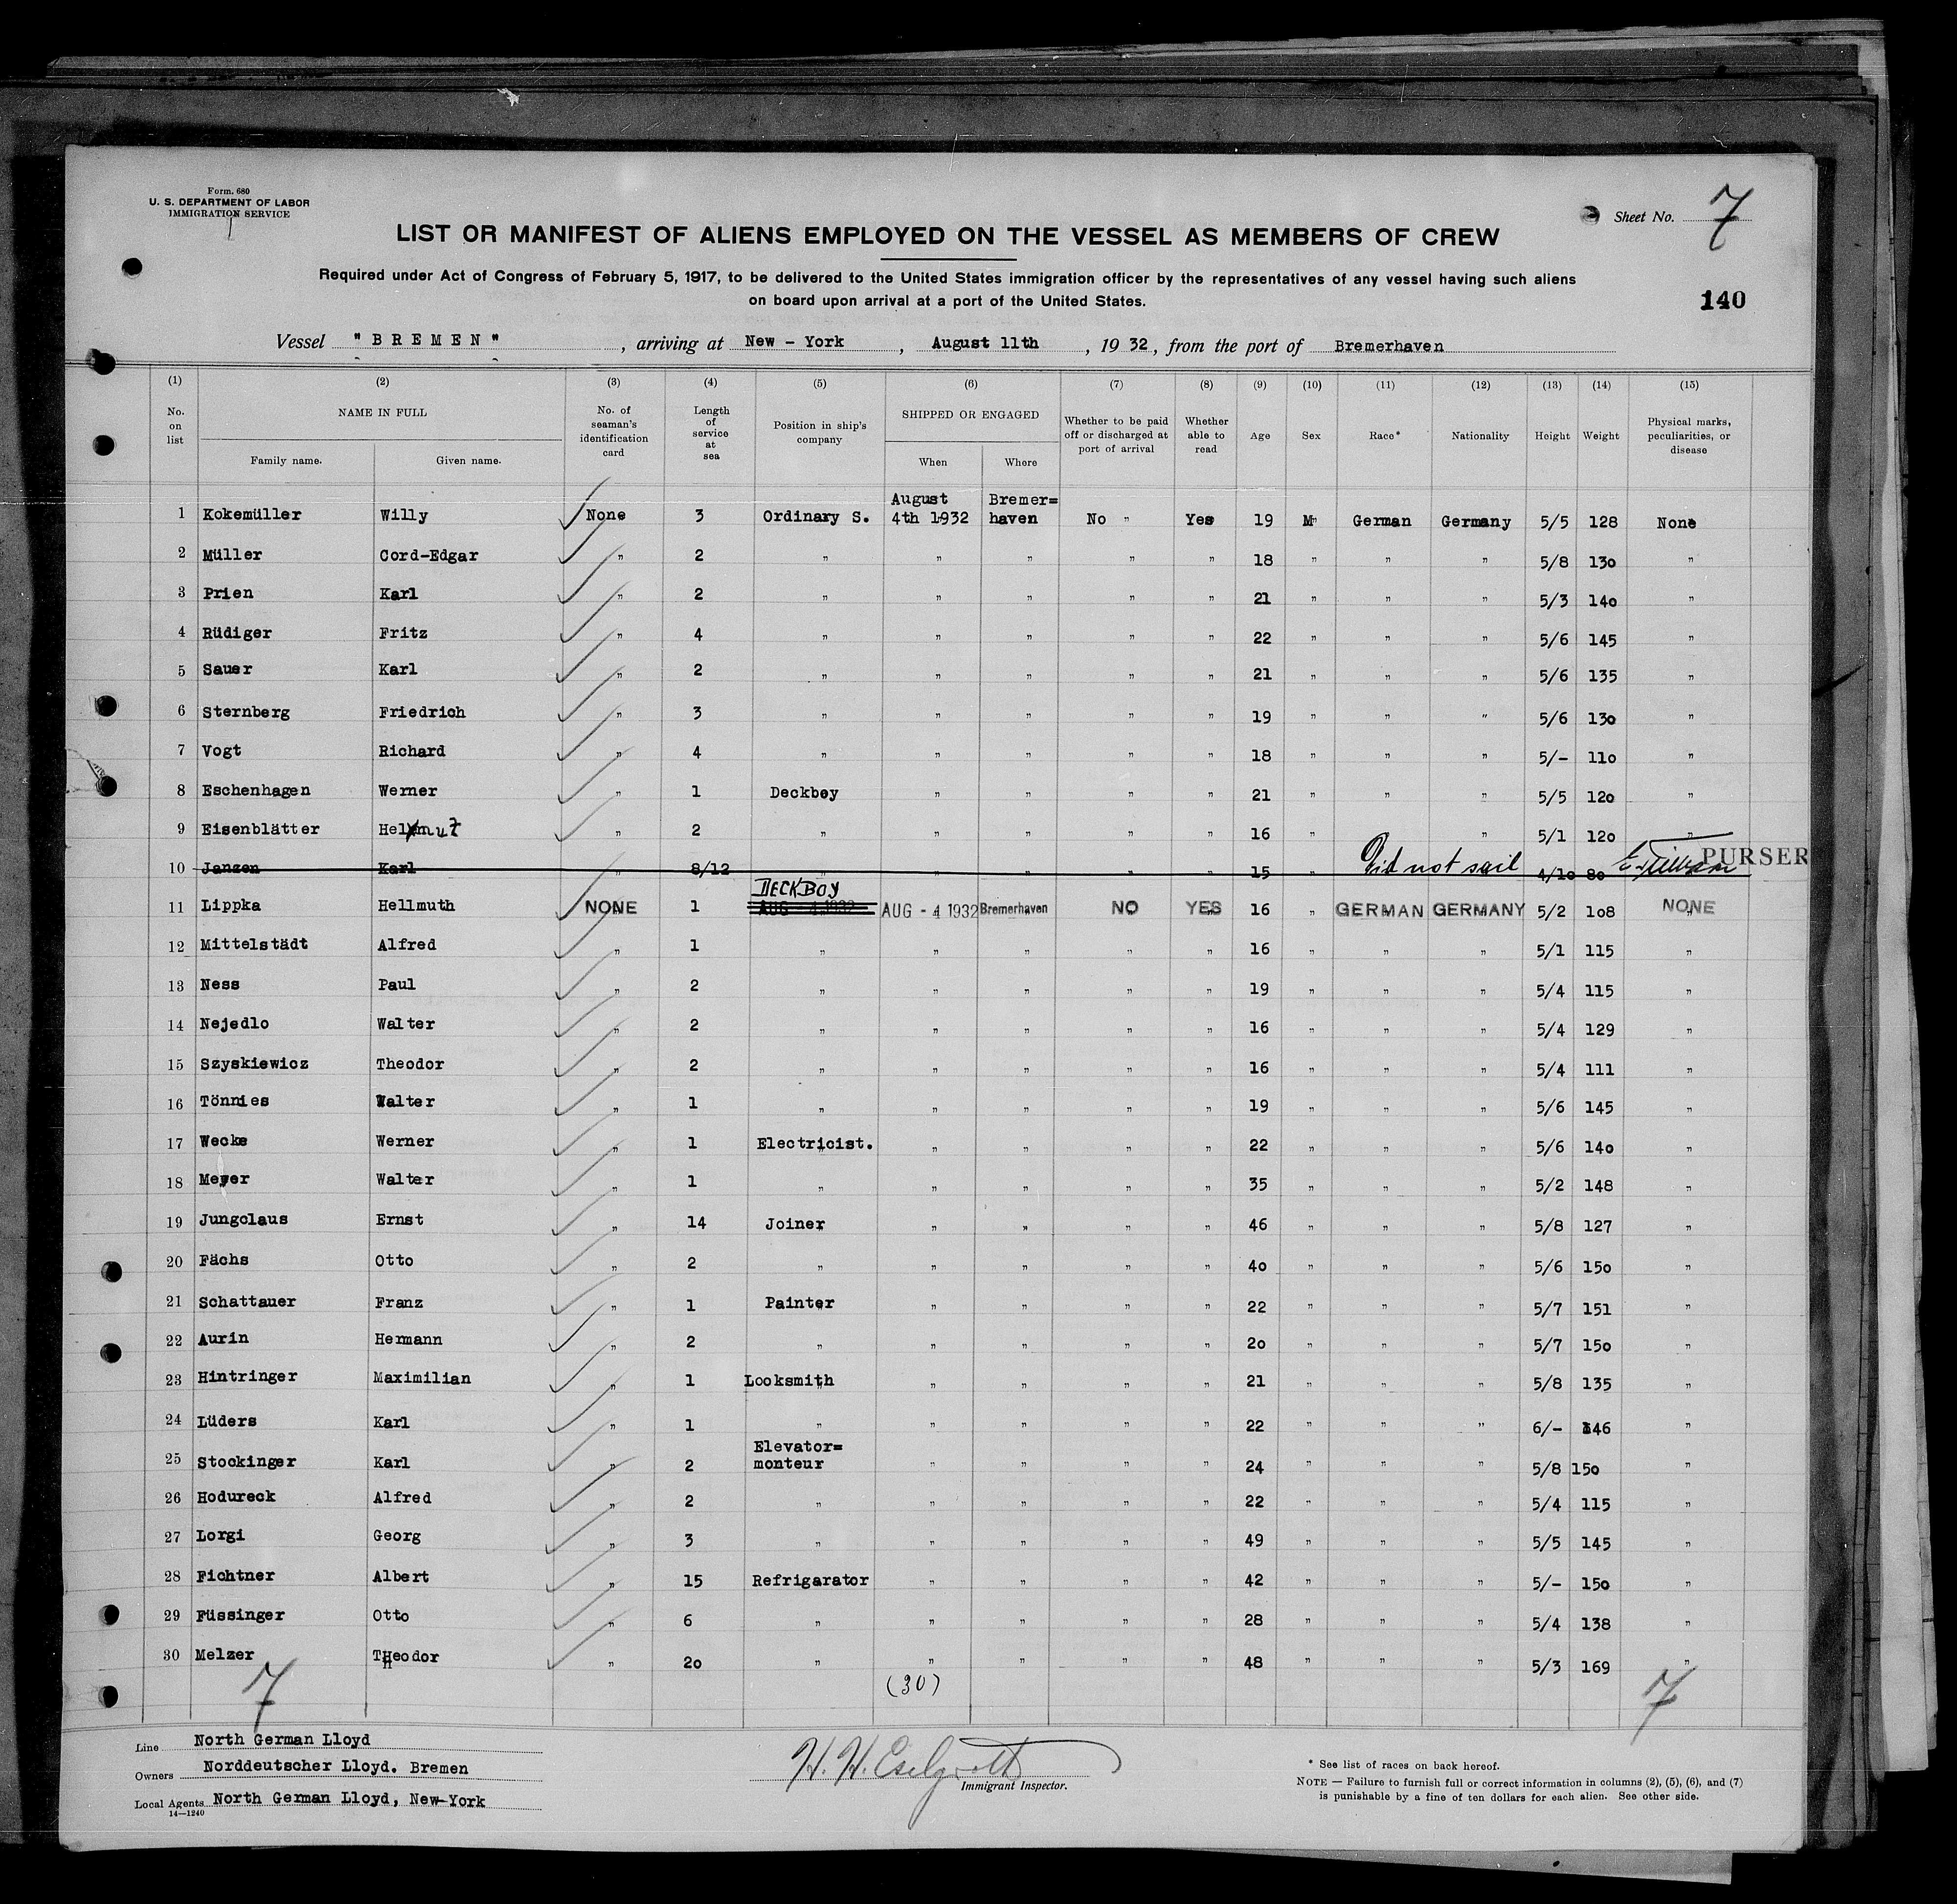 Form. 680
U. S. DEPARTMENT OF LABOR
IMMIGRATION SERVICE
Sheet No. 7
LIST OR MANIFEST OF ALIENS EMPLOYED ON THE VESSEL AS MEMBERS OF CREW
Required under Act of Congress of February 5, 1917, to be delivered to the United States immigration officer by the representatives of any vessel having such aliens
on board upon arrival at a port of the United States.
140
Vessel "BREMEN", arriving at New - York, August 11th, 1932, from the port of Bremerhaven
(1) (2) (3) (4) (5) (6) (7) (8) (9) (10) (11) (12) (13) (14) (15)
No. on list NAME IN FULL Family name. Given name. No. of seaman's identification card Length of service at sea Position in ship's company SHIPPED OR ENGAGED When Where Whether to be paid off or discharged at port of arrival Whether able to read Age Sex Race* Nationality Height Weight Physical marks, peculiarities, or disease
1 Kokemüller Willy None 3 Ordinary S. August 4th 1932 Bremer= haven No " Yes 19 M" German Germany 5/5 128 None
2 Müller Cord-Edgar " 2 " " " " " 18 " " " 5/8 130 "
3 Prien Karl " 2 " " " " " 21 " " " 5/3 140 "
4 Rüdiger Fritz " 4 " " " " " 22 " " " 5/6 145 "
5 Sauer Karl " 2 " " " " " 21 " " " 5/6 135 "
6 Sternberg Friedrich " 3 " " " " " 19 " " " 5/6 130 "
7 Vogt Richard " 4 " " " " " 18 " " " 5/- 110 "
8 Eschenhagen Werner " 1 Deckboy " " " " 21 " " " 5/5 120 "
9 Eisenblätter Helmut " 2 " " " " " 16 " " 5/1 120 "
10 Janzen Karl " 8/12 " " " " " 15 " Did not sail 4/10 80 PURSER
11 Lippka Hellmuth NONE 1 DECKBOY AUG - 4 1932 AUG - 4 1932 Bremerhaven NO YES 16 " GERMAN GERMANY 5/2 108 NONE
12 Mittelstädt Alfred " 1 " " " " " 16 " " " 5/1 115 "
13 Ness Paul " 2 " " " " " 19 " " " 5/4 115 "
14 Nejedlo Walter " 2 " " " " " 16 " " " 5/4 129 "
15 Szyskiewicz Theodor " 2 " " " " " 16 " " " 5/4 111 "
16 Tönnies Walter " 1 " " " " " 19 " " " 5/6 145 "
17 Wecke Werner " 1 Electricist. " " " " 22 " " " 5/6 140 "
18 Meyer Walter " 1 " " " " " 35 " " " 5/2 148 "
19 Jungclaus Ernst " 14 Joiner " " " " 46 " " " 5/8 127 "
20 Fächs Otto " 2 " " " " " 40 " " " 5/6 150 "
21 Schattauer Franz " 1 Painter " " " " 22 " " " 5/7 151 "
22 Aurin Hermann " 2 " " " " " 20 " " " 5/7 150 "
23 Hintringer Maximilian " 1 Locksmith " " " " 21 " " " 5/8 135 "
24 Lüders Karl " 1 " " " " " 22 " " " 6/- 146 "
25 Stockinger Karl " 2 Elevator= monteur " " " " 24 " " " 5/8 150 "
26 Hodureck Alfred " 2 " " " " " 22 " " " 5/4 115 "
27 Lorgi Georg " 3 " " " " " 49 " " " 5/5 145 "
28 Fichtner Albert " 15 Refrigarator " " " " 42 " " " 5/- 150 "
29 Füssinger Otto " 6 " " " " " 28 " " " 5/4 138 "
30 Melzer Theodor " 20 " " " " " 48 " " " 5/3 169 "
7 (30) 7
Line North German Lloyd
Owners Norddeutscher Lloyd. Bremen
Local Agents North German Lloyd, New-York
14—1240
Immigrant Inspector.
* See list of races on back hereof.
NOTE — Failure to furnish full or correct information in columns (2), (5), (6), and (7)
is punishable by a fine of ten dollars for each alien. See other side.